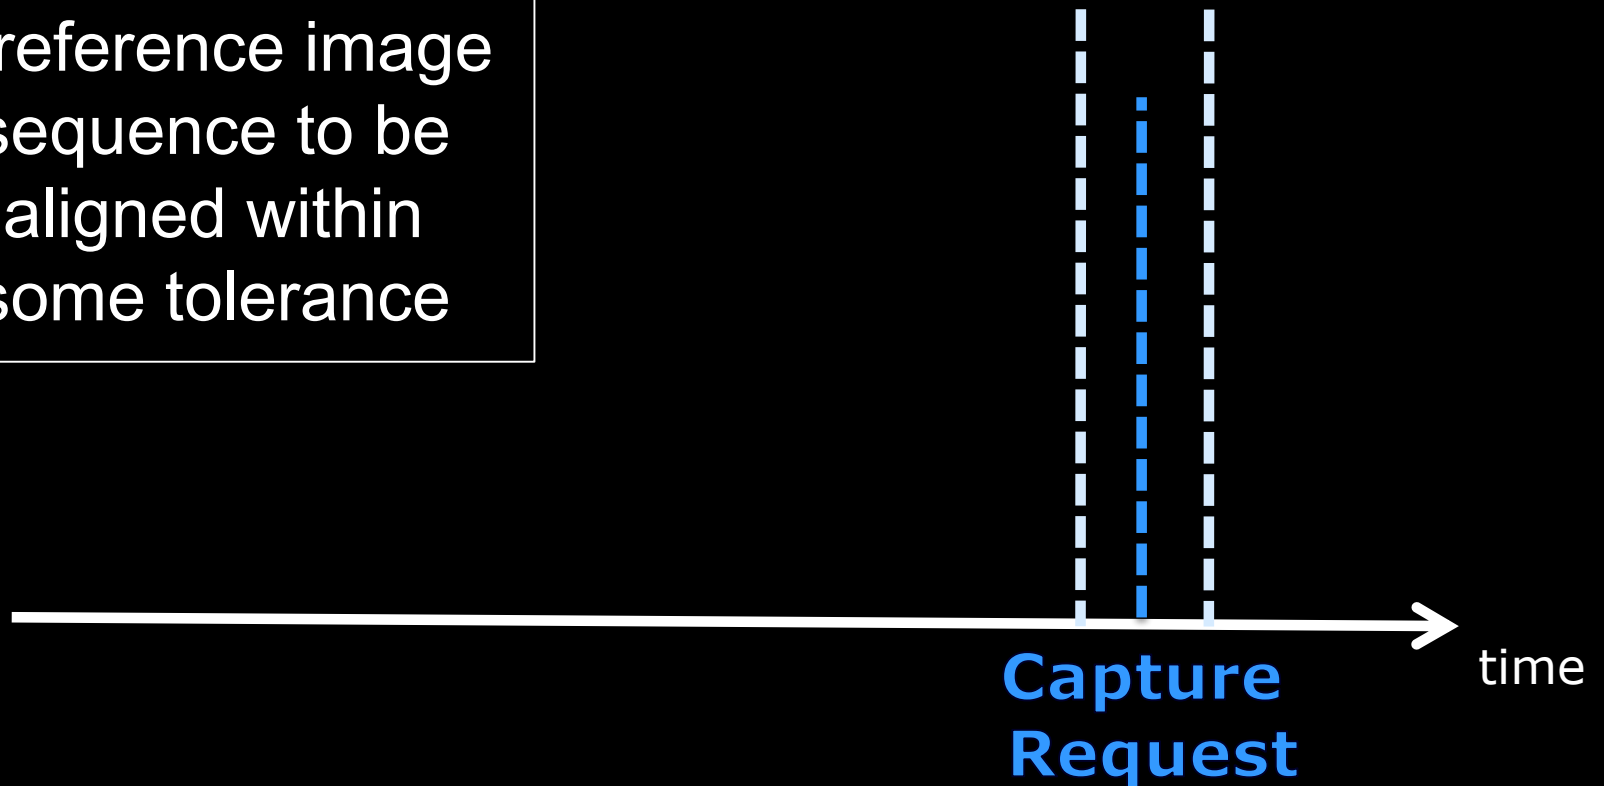 reference image
sequence to be
aligned within
some tolerance
time
Capture
Request